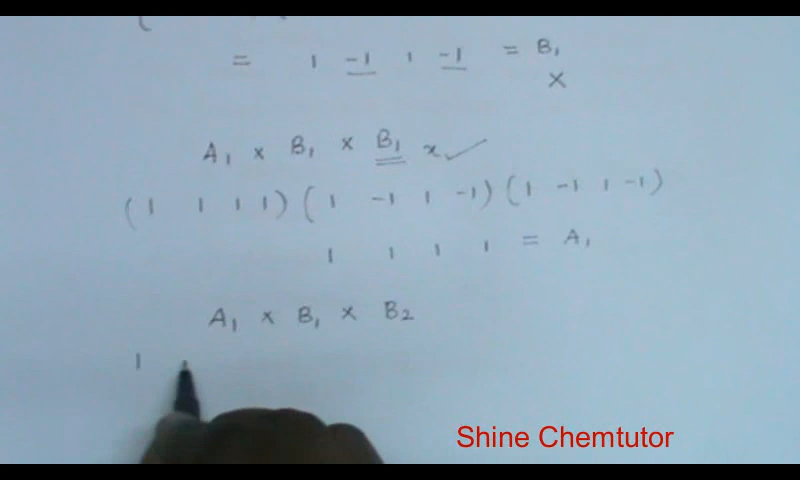 = 1 -1 1 -1 = B1
×
A1 × B1 × B1 x ✓
(1 1 1 1) (1 -1 1 -1) (1 -1 1 -1)
1 1 1 1 = A1
A1 × B1 × B2
1
Shine Chemtutor